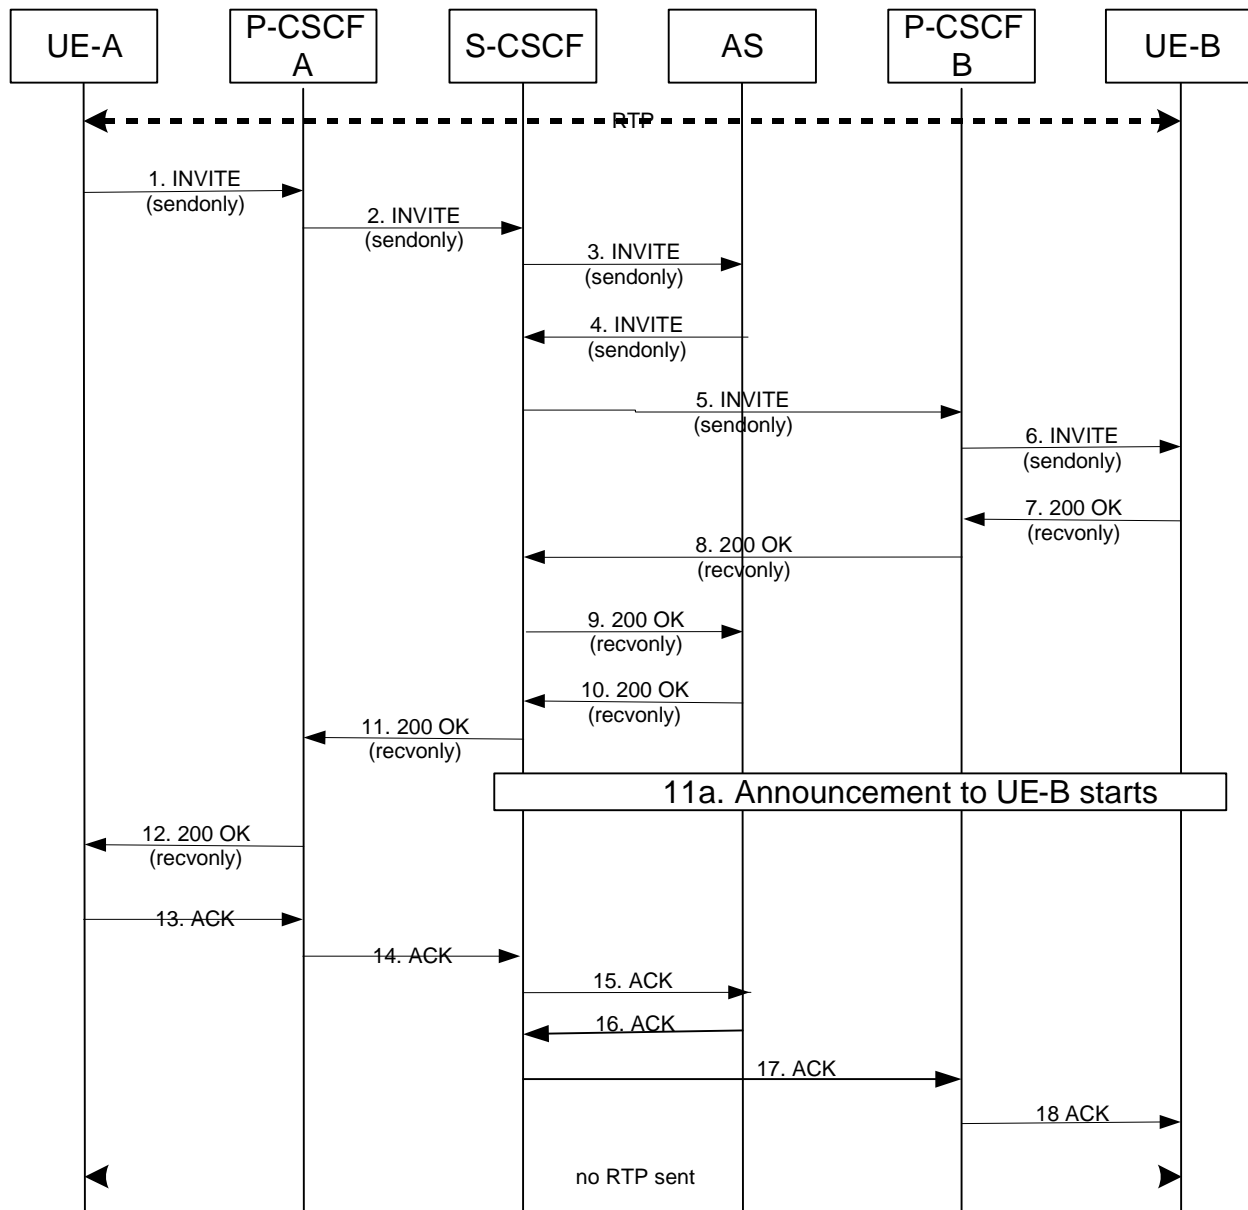 UE-A
P-CSCF
A
S-CSCF
AS
P-CSCF
B
UE-B
RTP
1. INVITE
(sendonly)
2. INVITE
(sendonly)
3. INVITE
(sendonly)
4. INVITE
(sendonly)
5. INVITE
(sendonly)
6. INVITE
(sendonly)
7. 200 OK
(recvonly)
8. 200 OK
(recvonly)
9. 200 OK
(recvonly)
10. 200 OK
(recvonly)
11. 200 OK
(recvonly)
11a. Announcement to UE-B starts
12. 200 OK
(recvonly)
13. ACK
14. ACK
15. ACK
16. ACK
17. ACK
18 ACK
no RTP sent